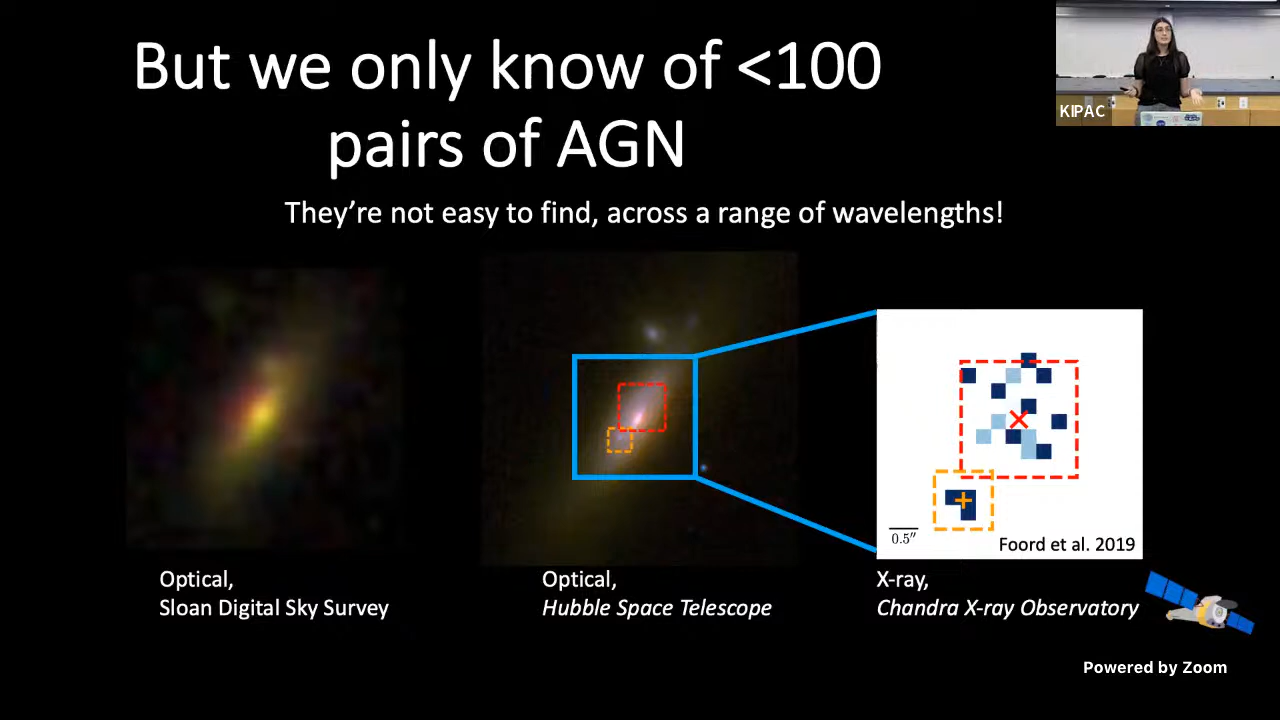 But we only know of <100
pairs of AGN
They're not easy to find, across a range of wavelengths!
KIPAC
0.5"
Foord et al. 2019
Optical,
Sloan Digital Sky Survey
Optical,
Hubble Space Telescope
X-ray,
Chandra X-ray Observatory
Powered by Zoom